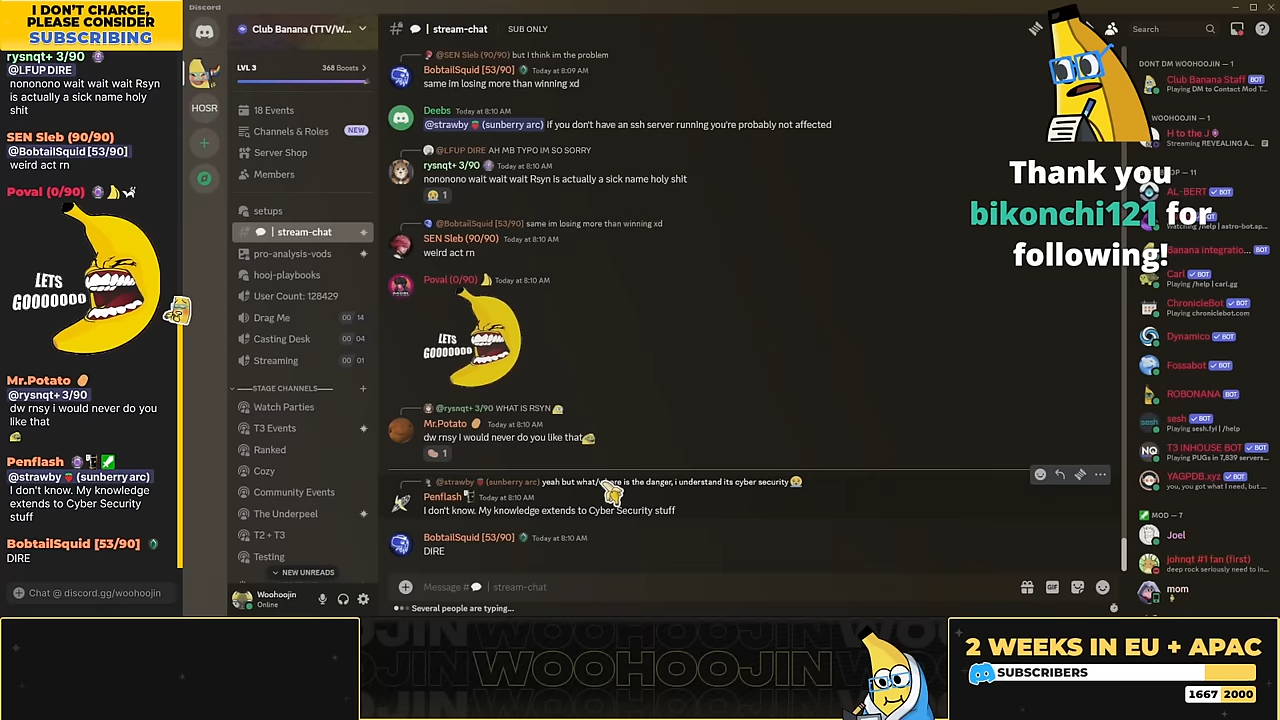 I DON'T CHARGE,
PLEASE CONSIDER
SUBSCRIBING
rysnqt+ 3/90
@LFUP DIRE
nononono wait wait wait Rsyn
is actually a sick name holy
shit
SEN Sleb (90/90)
@BobtailSquid [53/90]
weird act rn
Poval (0/90)
LETS
GOOOOOOO
Mr.Potato
@rysnqt+ 3/90
dw rnsy i would never do you
like that
Penflash
@strawby (sunberry arc)
I don't know. My knowledge
extends to Cyber Security
stuff
BobtailSquid [53/90]
DIRE
Chat @ discord.gg/woohoojin
Discord
HOSR
Club Banana (TTV/W...
LVL 3
368 Boosts
18 Events
Channels & Roles
NEW
Server Shop
Members
setups
stream-chat
pro-analysis-vods
hooj-playbooks
User Count: 128429
Drag Me 00 14
Casting Desk 00 04
Streaming 00 01
STAGE CHANNELS
Watch Parties
T3 Events
Ranked
Cozy
Community Events
The Underpeel
T2 + T3
Testing
NEW UNREADS
Woohoojin
Online
stream-chat
SUB ONLY
@SEN Sleb (90/90) but I think im the problem
BobtailSquid [53/90] Today at 8:09 AM
same im losing more than winning xd
Deebs Today at 8:10 AM
@strawby (sunberry arc) If you don't have an ssh server running you're probably not affected
@LFUP DIRE AH MB TYPO IM SO SORRY
rysnqt+ 3/90 Today at 8:10 AM
nononono wait wait wait Rsyn is actually a sick name holy shit
1
@BobtailSquid [53/90] same im losing more than winning xd
SEN Sleb (90/90) Today at 8:10 AM
weird act rn
Poval (0/90) Today at 8:10 AM
LETS
GOOOOOOO
@rysnqt+ 3/90 WHAT IS RSYN
Mr.Potato Today at 8:10 AM
dw rnsy I would never do you like that
1
@strawby (sunberry arc) yeah but what/where is the danger, i understand its cyber security
Penflash Today at 8:10 AM
I don't know. My knowledge extends to Cyber Security stuff
BobtailSquid [53/90] Today at 8:10 AM
DIRE
Message # stream-chat
GIF
Several people are typing...
Search
Thank you
bikonchi121 for
following!
DONT DM WOOHOOJIN — 1
Club Banana Staff BOT
Playing DM to Contact Mod T...
WOOHOOJIN — 1
H to the J
Streaming REVEALING A...
— 11
AL-BERT BOT
Watching /help | astro-bot.sp...
Banana integratio... BOT
Carl BOT
Playing /help | carl.gg
ChronicleBot BOT
Playing chroniclebot.com
Dynamico BOT
Fossabot BOT
ROBONANA BOT
sesh BOT
Playing sesh.fyi | /help
NQ
T3 INHOUSE BOT BOT
Playing PUGs in 7,839 servers...
YAGPDB.xyz BOT
you, you got what I need, but ...
MOD — 7
Joel
johnqt #1 fan (first)
deep rock seriously need to in...
mom
WOOHOOJIN
2 WEEKS IN EU + APAC
SUBSCRIBERS
1667 2000